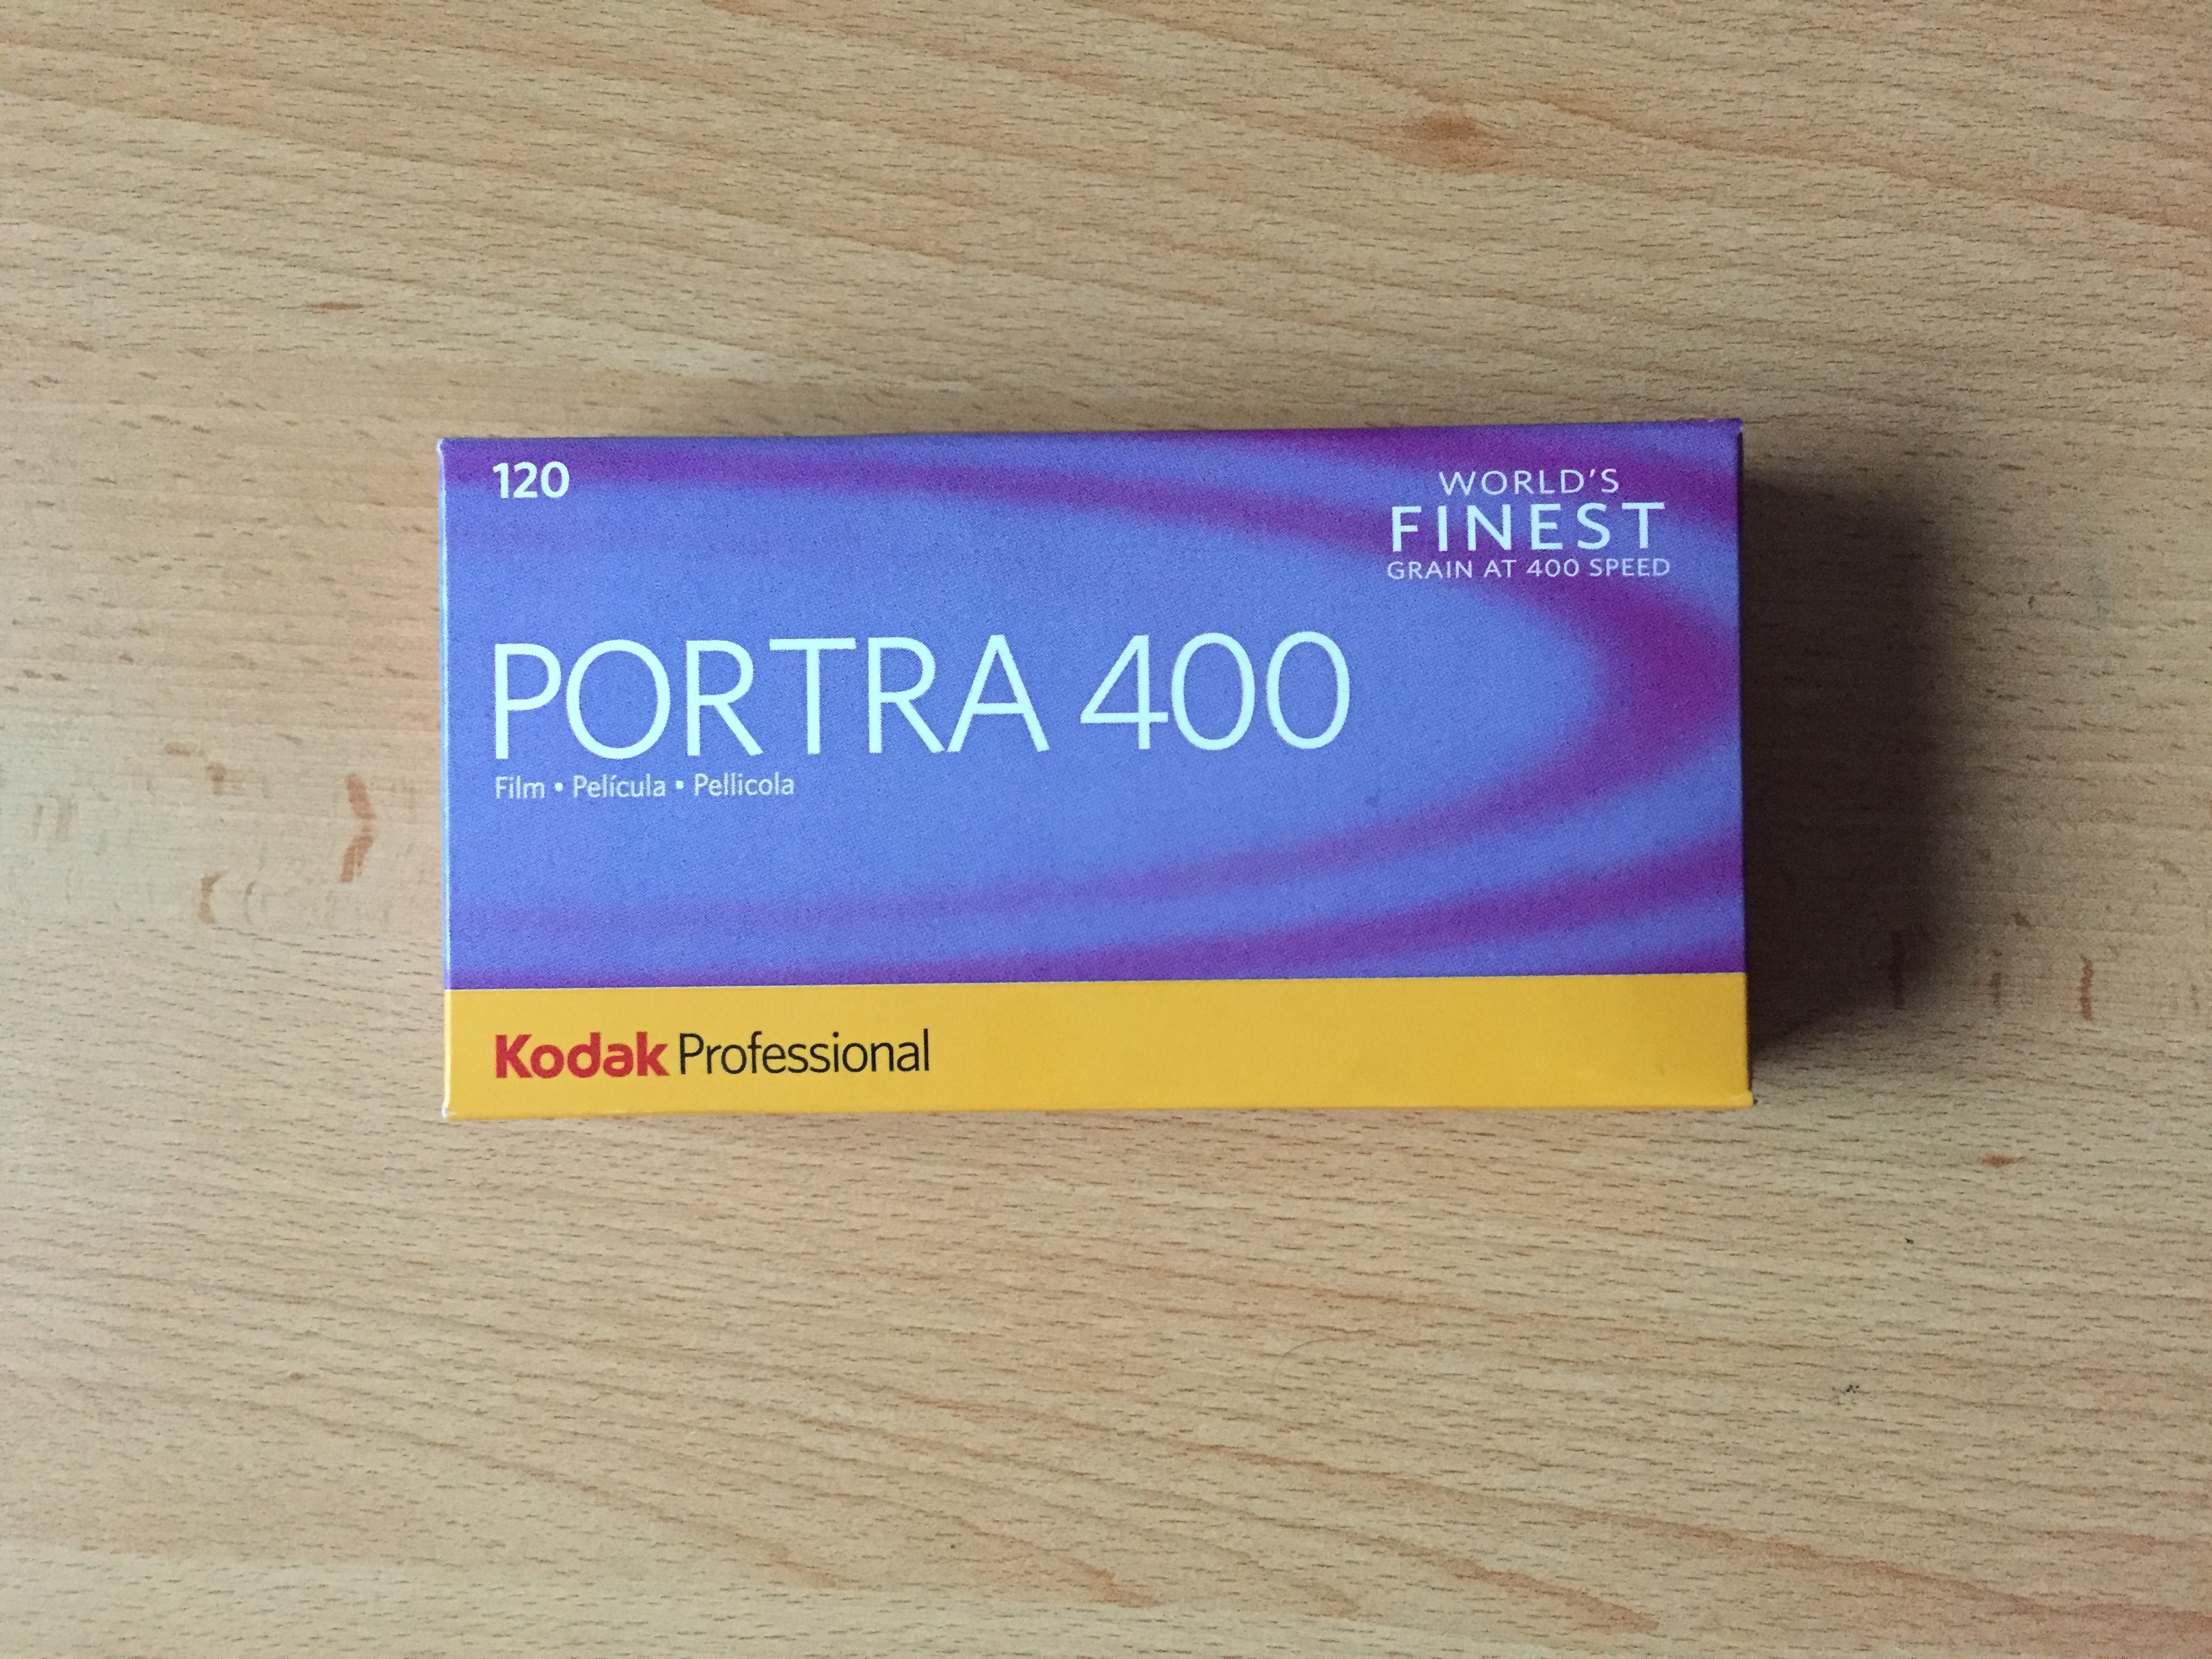 120
WORLD'S
FINEST
GRAIN AT 400 SPEED
PORTRA 400
Film • Película • Pellicola
Kodak Professional